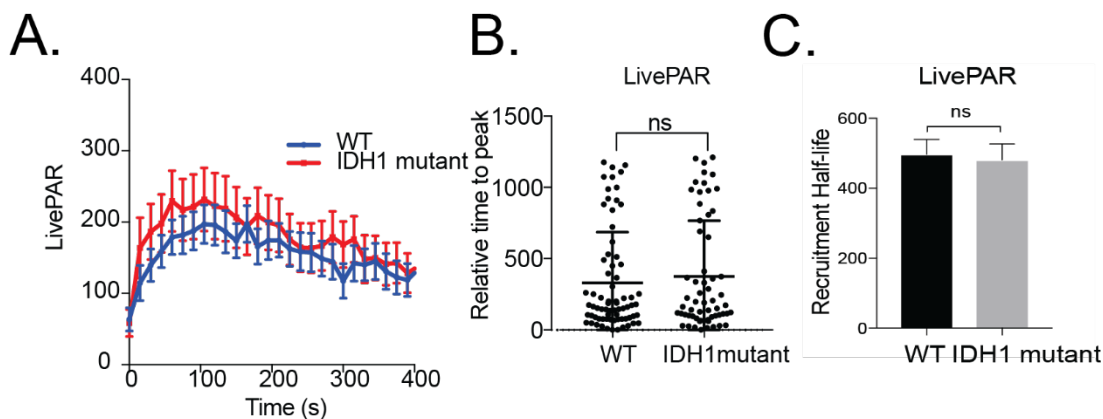 A.
LivePAR
400
300
200
100
0
0 100 200 300 400
Time (s)
WT
IDH1 mutant
B.
LivePAR
Relative time to peak
1500
1000
500
0
ns
WT IDH1mutant
C.
LivePAR
Recruitment Half-life
600
400
200
0
ns
WT IDH1 mutant